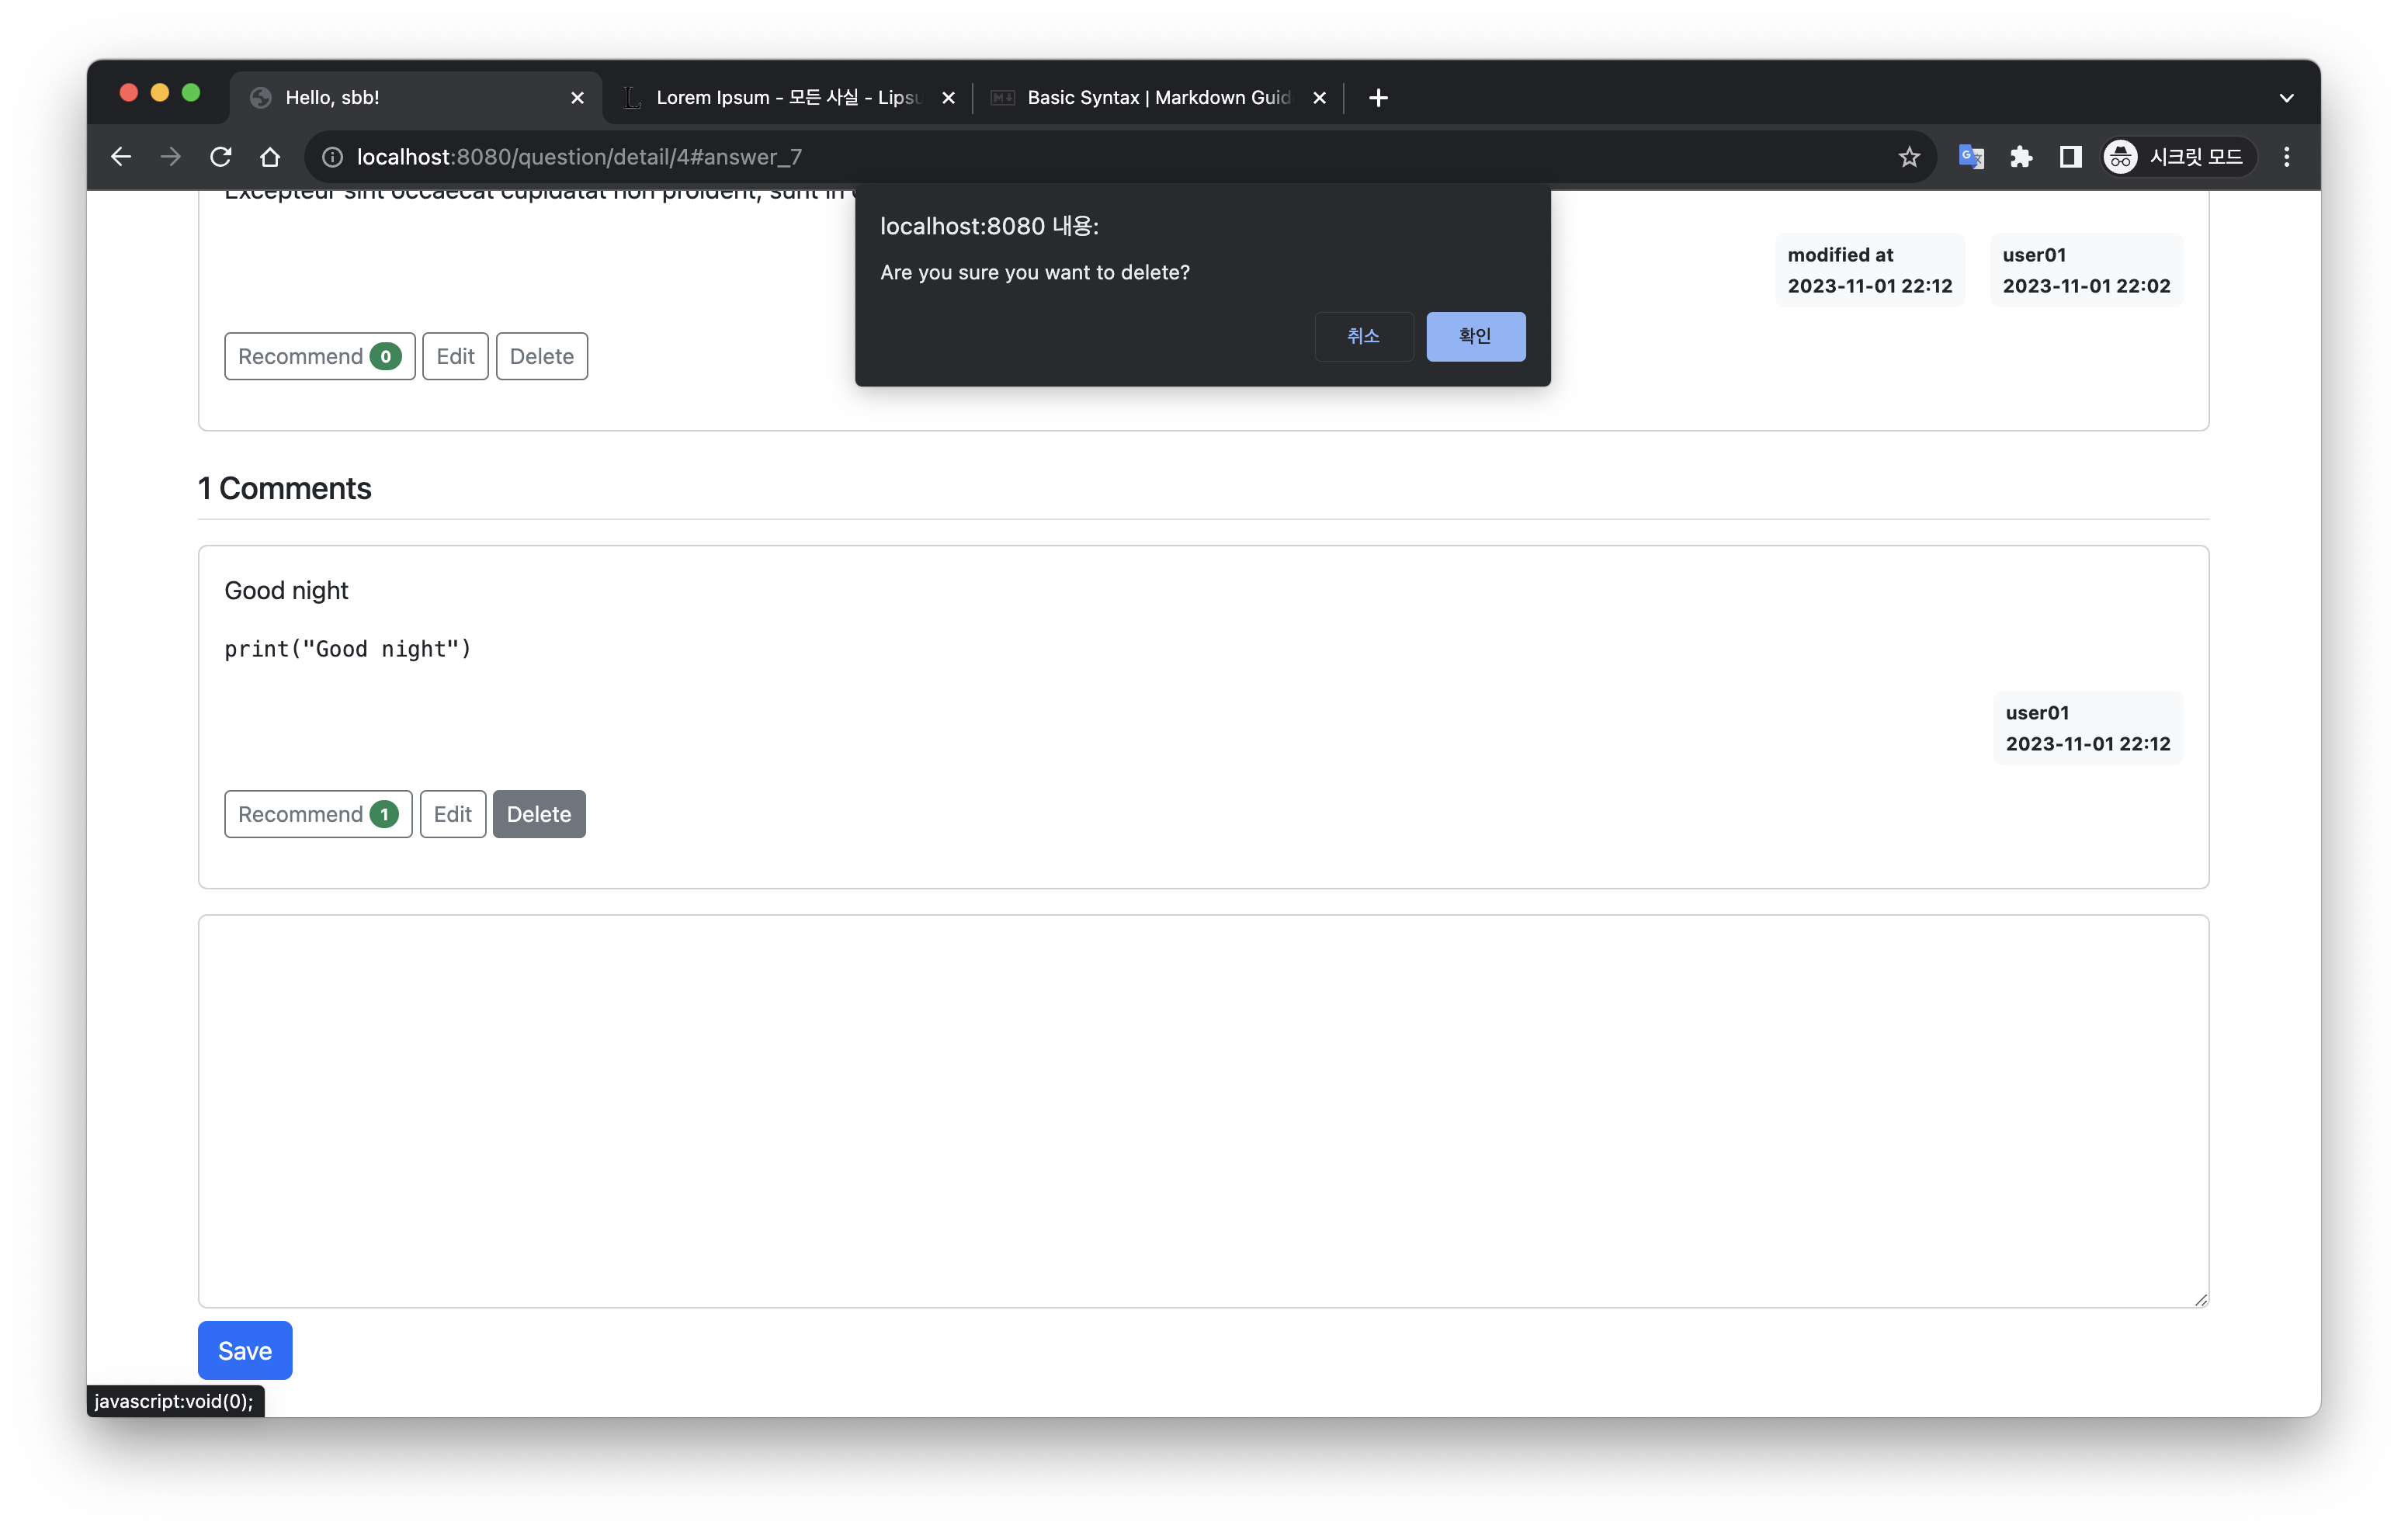 Hello, sbb!
Lorem Ipsum - 모든 사실 - Lipsu
Basic Syntax | Markdown Guid
localhost:8080/question/detail/4#answer_7
시크릿 모드
Excepteur sint occaecat cupidatat non proident, sunt in
localhost:8080 내용:
Are you sure you want to delete?
취소
확인
modified at
2023-11-01 22:12
user01
2023-11-01 22:02
Recommend 0
Edit
Delete
1 Comments
Good night
print("Good night")
user01
2023-11-01 22:12
Recommend 1
Edit
Delete
Save
javascript:void(0);